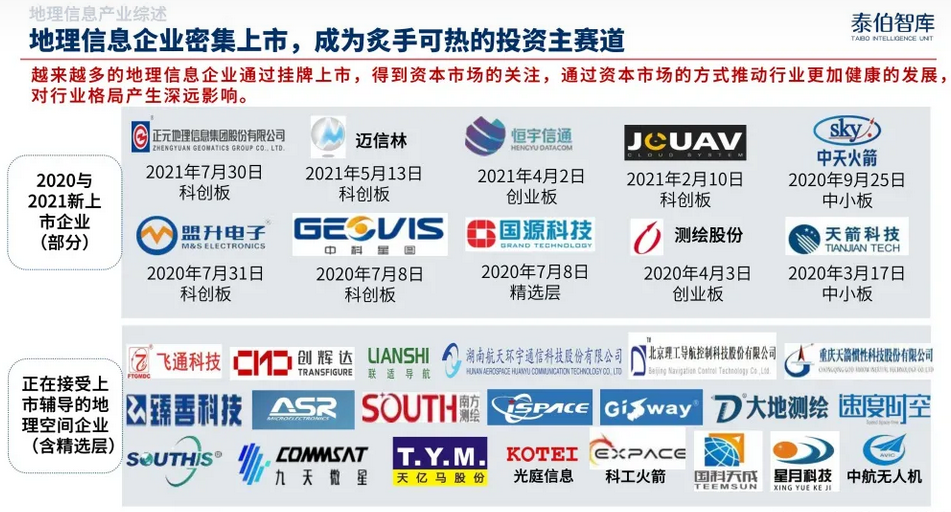 地理信息产业综述
泰伯智库
TAIBO INTELLIGENCE UNIT
地理信息企业密集上市，成为炙手可热的投资主赛道
越来越多的地理信息企业通过挂牌上市，得到资本市场的关注，通过资本市场的方式推动行业更加健康的发展，
对行业格局产生深远影响。
2020与
2021新上
市企业
（部分）
正元地理信息集团股份有限公司
ZHENGYUAN GEOMATICS GROUP CO., LTD.
2021年7月30日
科创板
迈信林
2021年5月13日
科创板
恒宇信通
HENGYU DATACOM
2021年4月2日
创业板
JOUAV
CLOUD SYSTEM
2021年2月10日
科创板
sky
中天火箭
2020年9月25日
中小板
盟升电子
M&S ELECTRONICS
2020年7月31日
科创板
GEOVIS
中科星图
2020年7月8日
科创板
国源科技
GRAND TECHNOLOGY
2020年7月8日
精选层
测绘股份
2020年4月3日
创业板
天箭科技
TIANJIAN TECH
2020年3月17日
中小板
正在接受上
市辅导的地
理空间企业
（含精选层）
飞通科技
FTGMDC
创辉达
TRANSFIGURE
LIANSHI
联适导航
湖南航天环宇通信科技股份有限公司
HUNAN AEROSPACE HUANYU COMMUNICATION TECHNOLOGY CO., LTD
北京理工导航控制科技股份有限公司
Beijing Navigation Control Technology Co., Ltd.
重庆天箭惯性科技股份有限公司
臻善科技
ASR
MICROELECTRONICS
SOUTH
南方
测绘
iSPACE
GiSway
大地测绘
速度时空
SOUTHIS
COMMSAT
九天微星
T.Y.M.
天亿马股份
KOTEI
光庭信息
EXPACE
科工火箭
国科天成
TEEMSUN
星月科技
XING YUE KE JI
AVIC
中航无人机